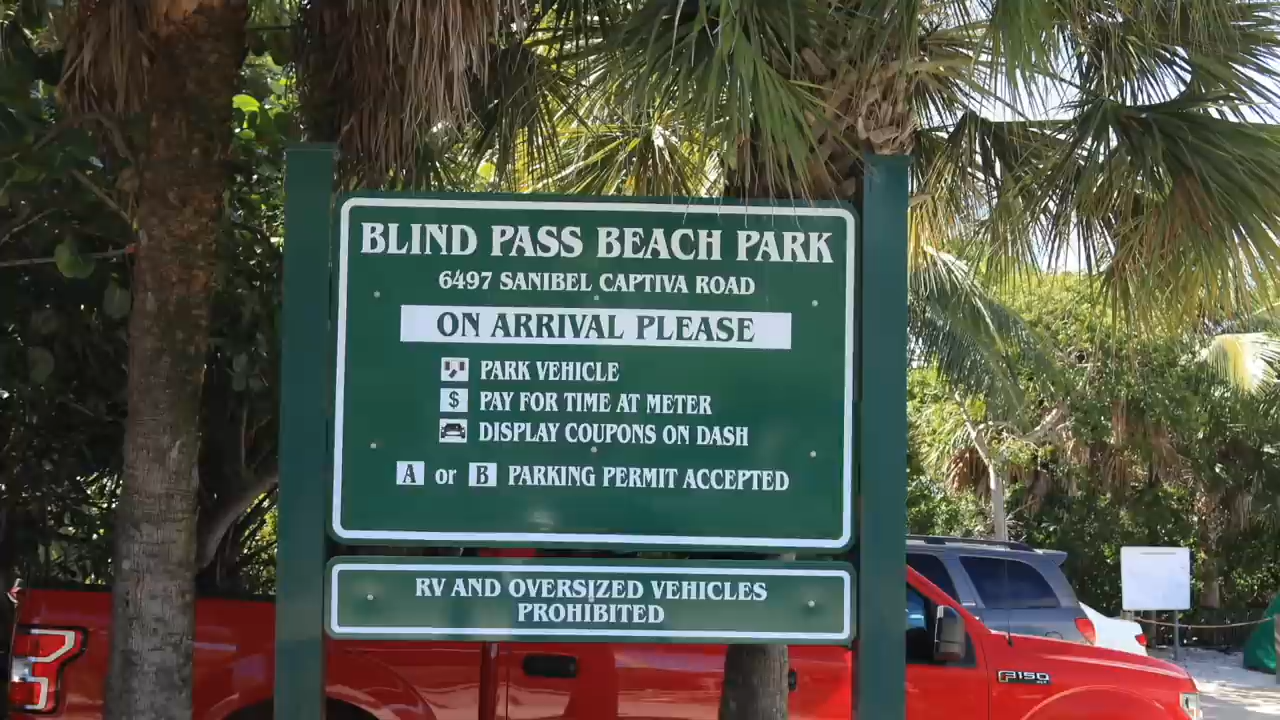 BLIND PASS BEACH PARK
6497 SANIBEL CAPTIVA ROAD
ON ARRIVAL PLEASE
PARK VEHICLE
$ PAY FOR TIME AT METER
DISPLAY COUPONS ON DASH
A or B PARKING PERMIT ACCEPTED
RV AND OVERSIZED VEHICLES
PROHIBITED
F150